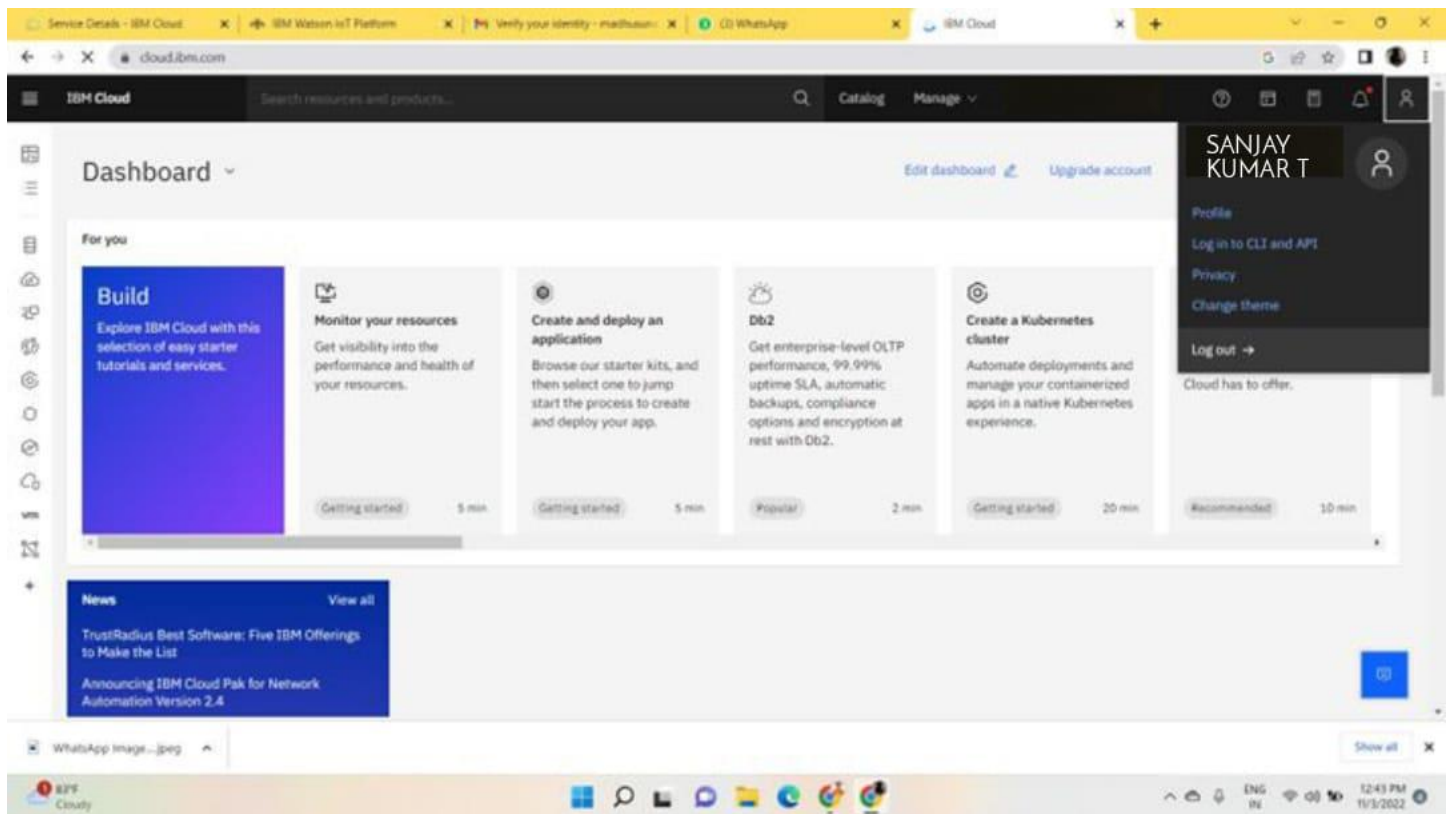 Service Details - IBM Cloud
IBM Watson IoT Platform
Verify your identity - madhusun
(3) WhatsApp
IBM Cloud
cloud.ibm.com
IBM Cloud
Search resources and products...
Catalog
Manage
SANJAY
KUMAR T
Dashboard
Edit dashboard
Upgrade account
Profile
Log in to CLI and API
Privacy
Change theme
Log out →
For you
Build
Explore IBM Cloud with this
selection of easy starter
tutorials and services.
Monitor your resources
Get visibility into the
performance and health of
your resources.
Getting started
5 min
Create and deploy an
application
Browse our starter kits, and
then select one to jump
start the process to create
and deploy your app.
Getting started
5 min
Db2
Get enterprise-level OLTP
performance, 99.99%
uptime SLA, automatic
backups, compliance
options and encryption at
rest with Db2.
Popular
2 min
Create a Kubernetes
cluster
Automate deployments and
manage your containerized
apps in a native Kubernetes
experience.
Getting started
20 min
Cloud has to offer.
Recommended
10 min
vm
News
View all
TrustRadius Best Software: Five IBM Offerings
to Make the List
Announcing IBM Cloud Pak for Network
Automation Version 2.4
WhatsApp Image...jpeg
Show all
83°F
Cloudy
ENG
IN
12:43 PM
11/3/2022